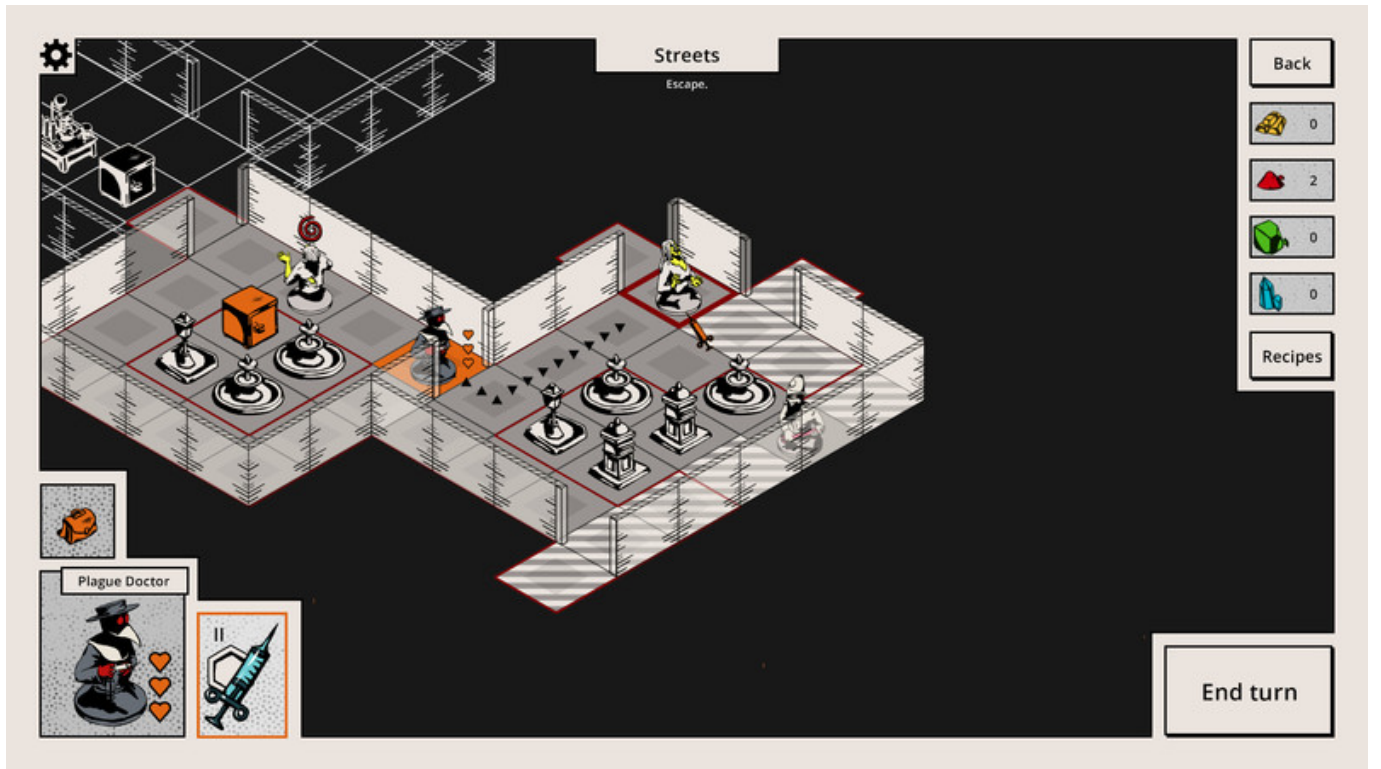 Streets
Escape.
Back
0
2
0
0
Recipes
Plague Doctor
II
End turn